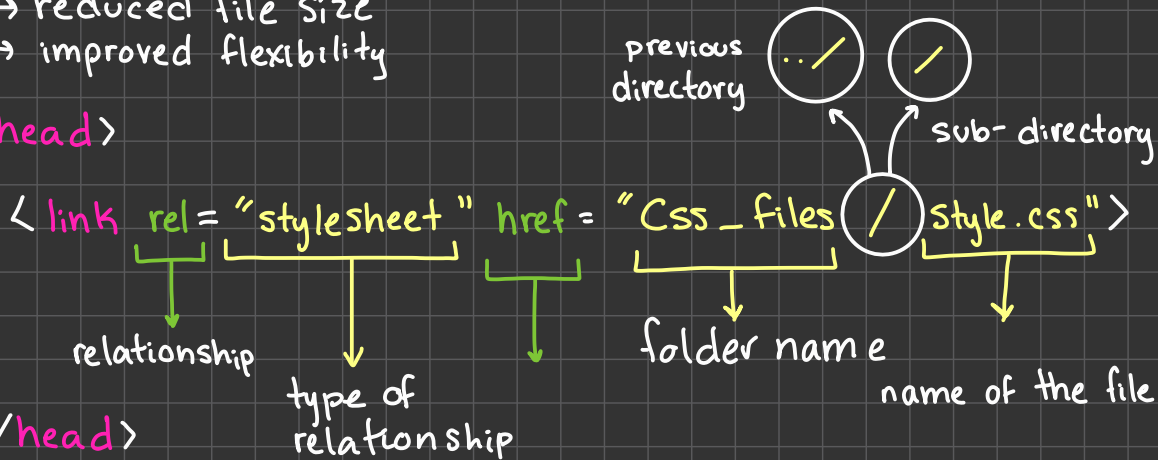 → reduced file size
→ improved flexibility
previous directory
../
/
sub-directory
head>
<link rel="stylesheet" href="Css_files/style.css">
relationship
type of relationship
folder name
name of the file
/head>